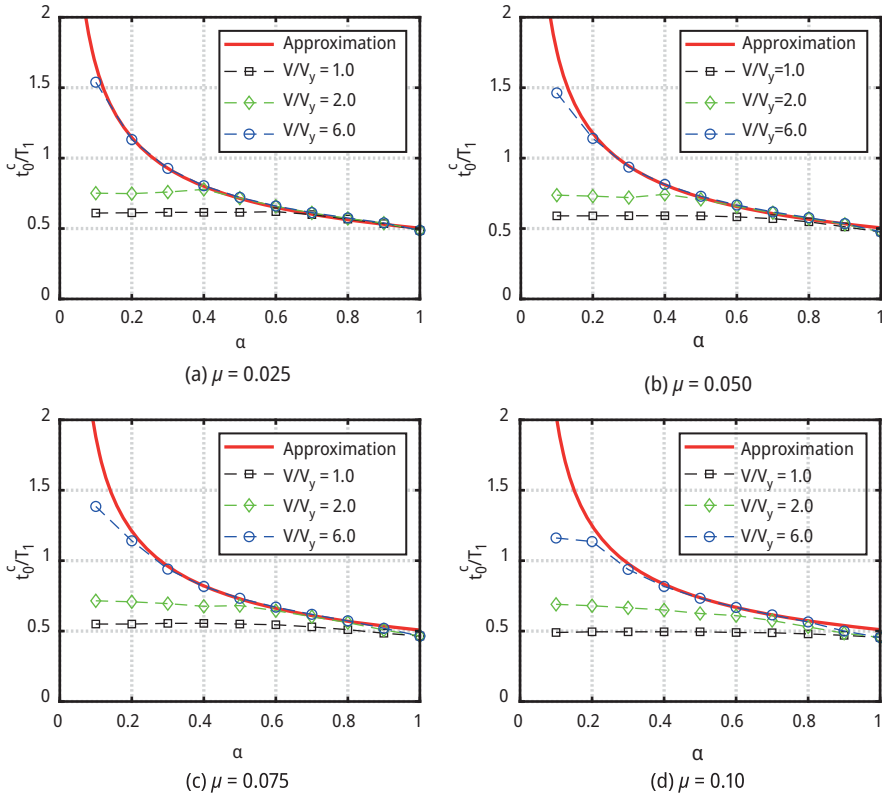 2
1.5
1
0.5
0
t₀ᶜ/T₁
Approximation
V/Vy = 1.0
V/Vy = 2.0
V/Vy = 6.0
0 0.2 0.4 0.6 0.8 1
α
(a) μ = 0.025
2
1.5
1
0.5
0
t₀ᶜ/T₁
Approximation
V/Vy=1.0
V/Vy=2.0
V/Vy=6.0
0 0.2 0.4 0.6 0.8 1
α
(b) μ = 0.050
2
1.5
1
0.5
0
t₀ᶜ/T₁
Approximation
V/Vy = 1.0
V/Vy = 2.0
V/Vy = 6.0
0 0.2 0.4 0.6 0.8 1
α
(c) μ = 0.075
2
1.5
1
0.5
0
t₀ᶜ/T₁
Approximation
V/Vy = 1.0
V/Vy = 2.0
V/Vy = 6.0
0 0.2 0.4 0.6 0.8 1
α
(d) μ = 0.10